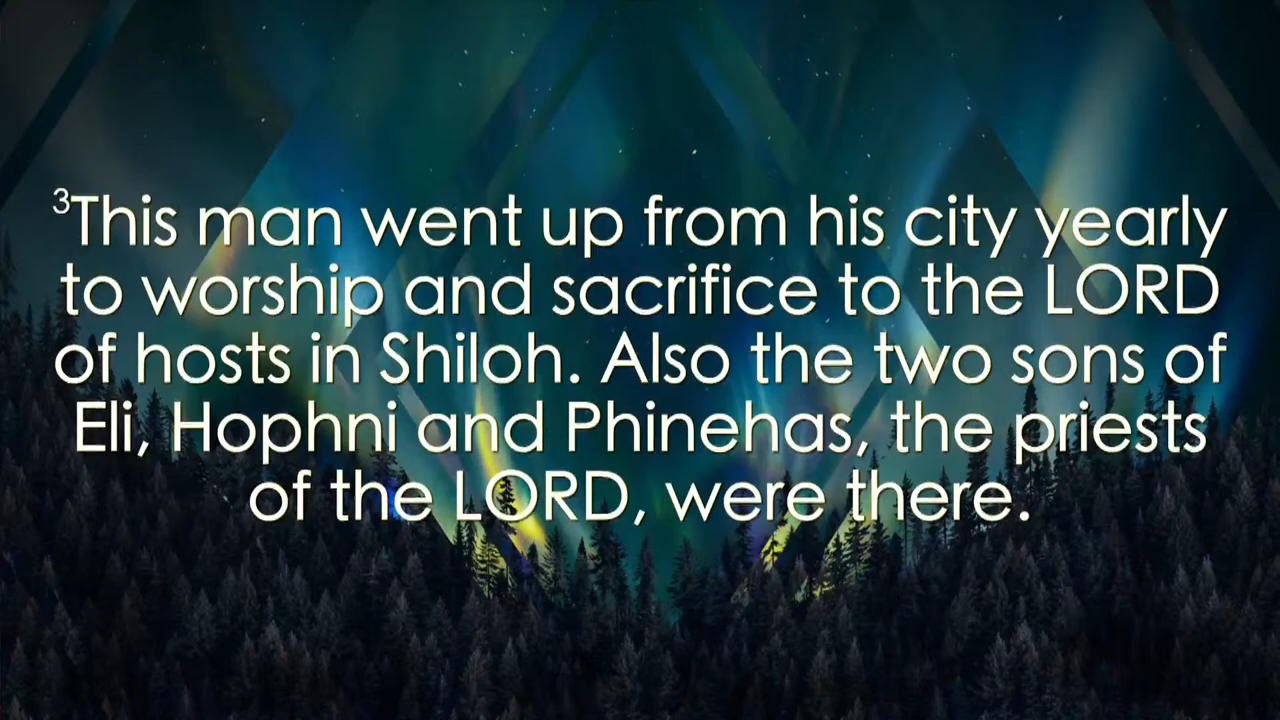 ³This man went up from his city yearly
to worship and sacrifice to the LORD
of hosts in Shiloh. Also the two sons of
Eli, Hophni and Phinehas, the priests
of the LORD, were there.